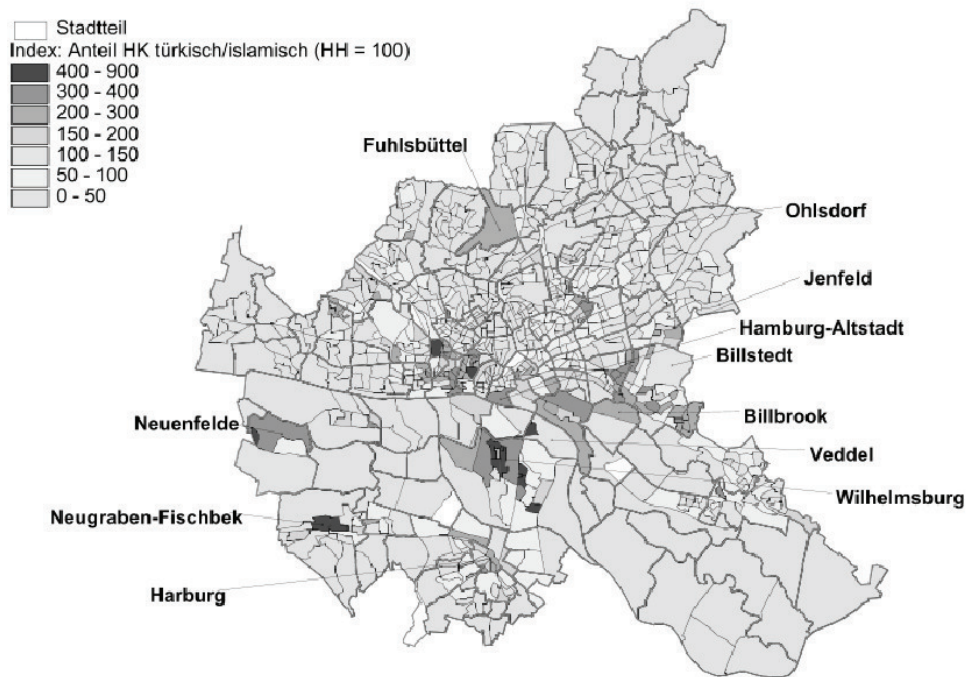 Stadtteil
Index: Anteil HK türkisch/islamisch (HH = 100)
400 - 900
300 - 400
200 - 300
150 - 200
100 - 150
50 - 100
0 - 50
Fuhlsbüttel
Ohlsdorf
Jenfeld
Hamburg-Altstadt
Billstedt
Billbrook
Neuenfelde
Veddel
1
Wilhelmsburg
Neugraben-Fischbek
Harburg